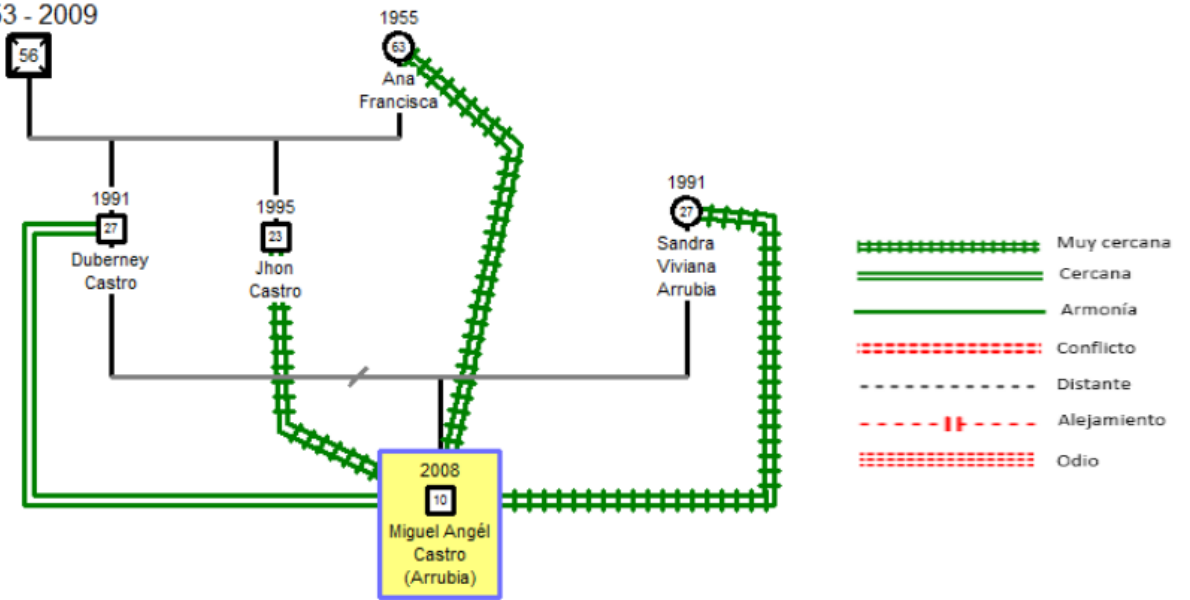 53 - 2009
56
1955
63
Ana
Francisca
1991
27
Duberney
Castro
1995
23
Jhon
Castro
1991
27
Sandra
Viviana
Arrubia
2008
10
Miguel Angél
Castro
(Arrubia)
Muy cercana
Cercana
Armonía
Conflicto
Distante
Alejamiento
Odio